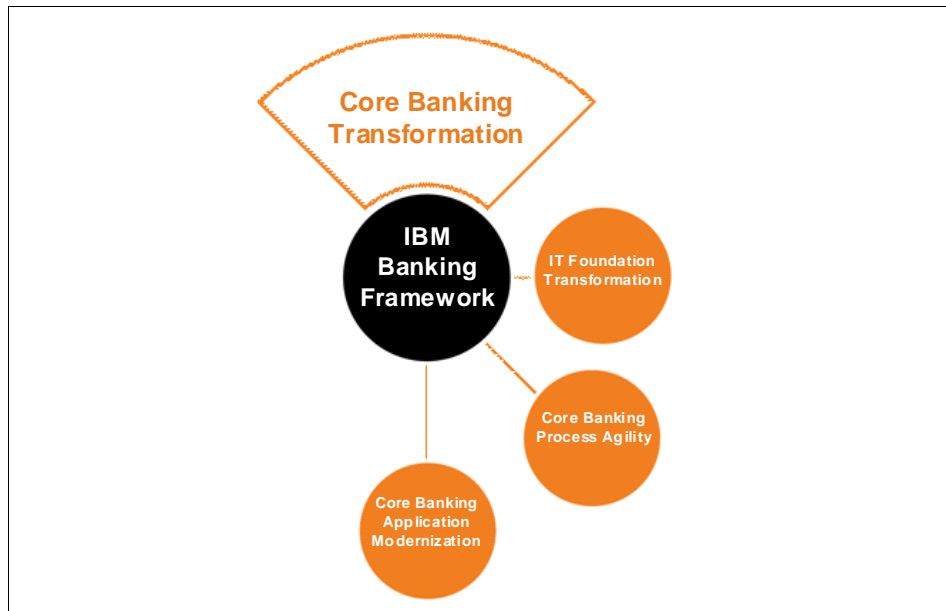 Core Banking
Transformation
IBM
Banking
Framework
IT Foundation
Transformation
Core Banking
Process Agility
Core Banking
Application
Modernization